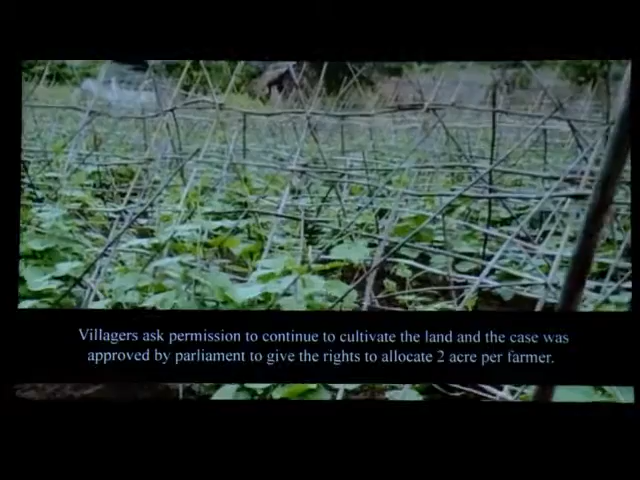 Villagers ask permission to continue to cultivate the land and the case was
approved by parliament to give the rights to allocate 2 acre per farmer.